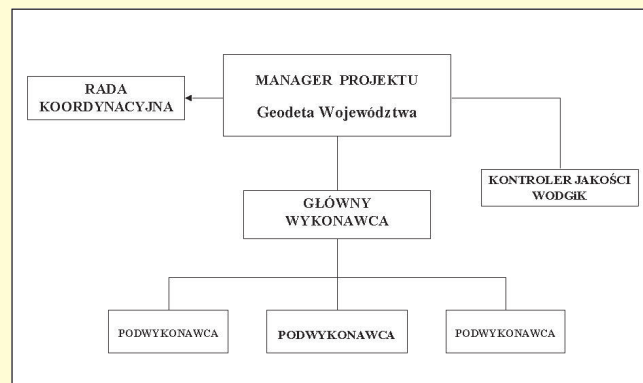 MANAGER PROJEKTU
Geodeta Województwa
RADA
KOORDYNACYJNA
KONTROLER JAKOŚCI
WODGiK
GŁÓWNY
WYKONAWCA
PODWYKONAWCA
PODWYKONAWCA
PODWYKONAWCA